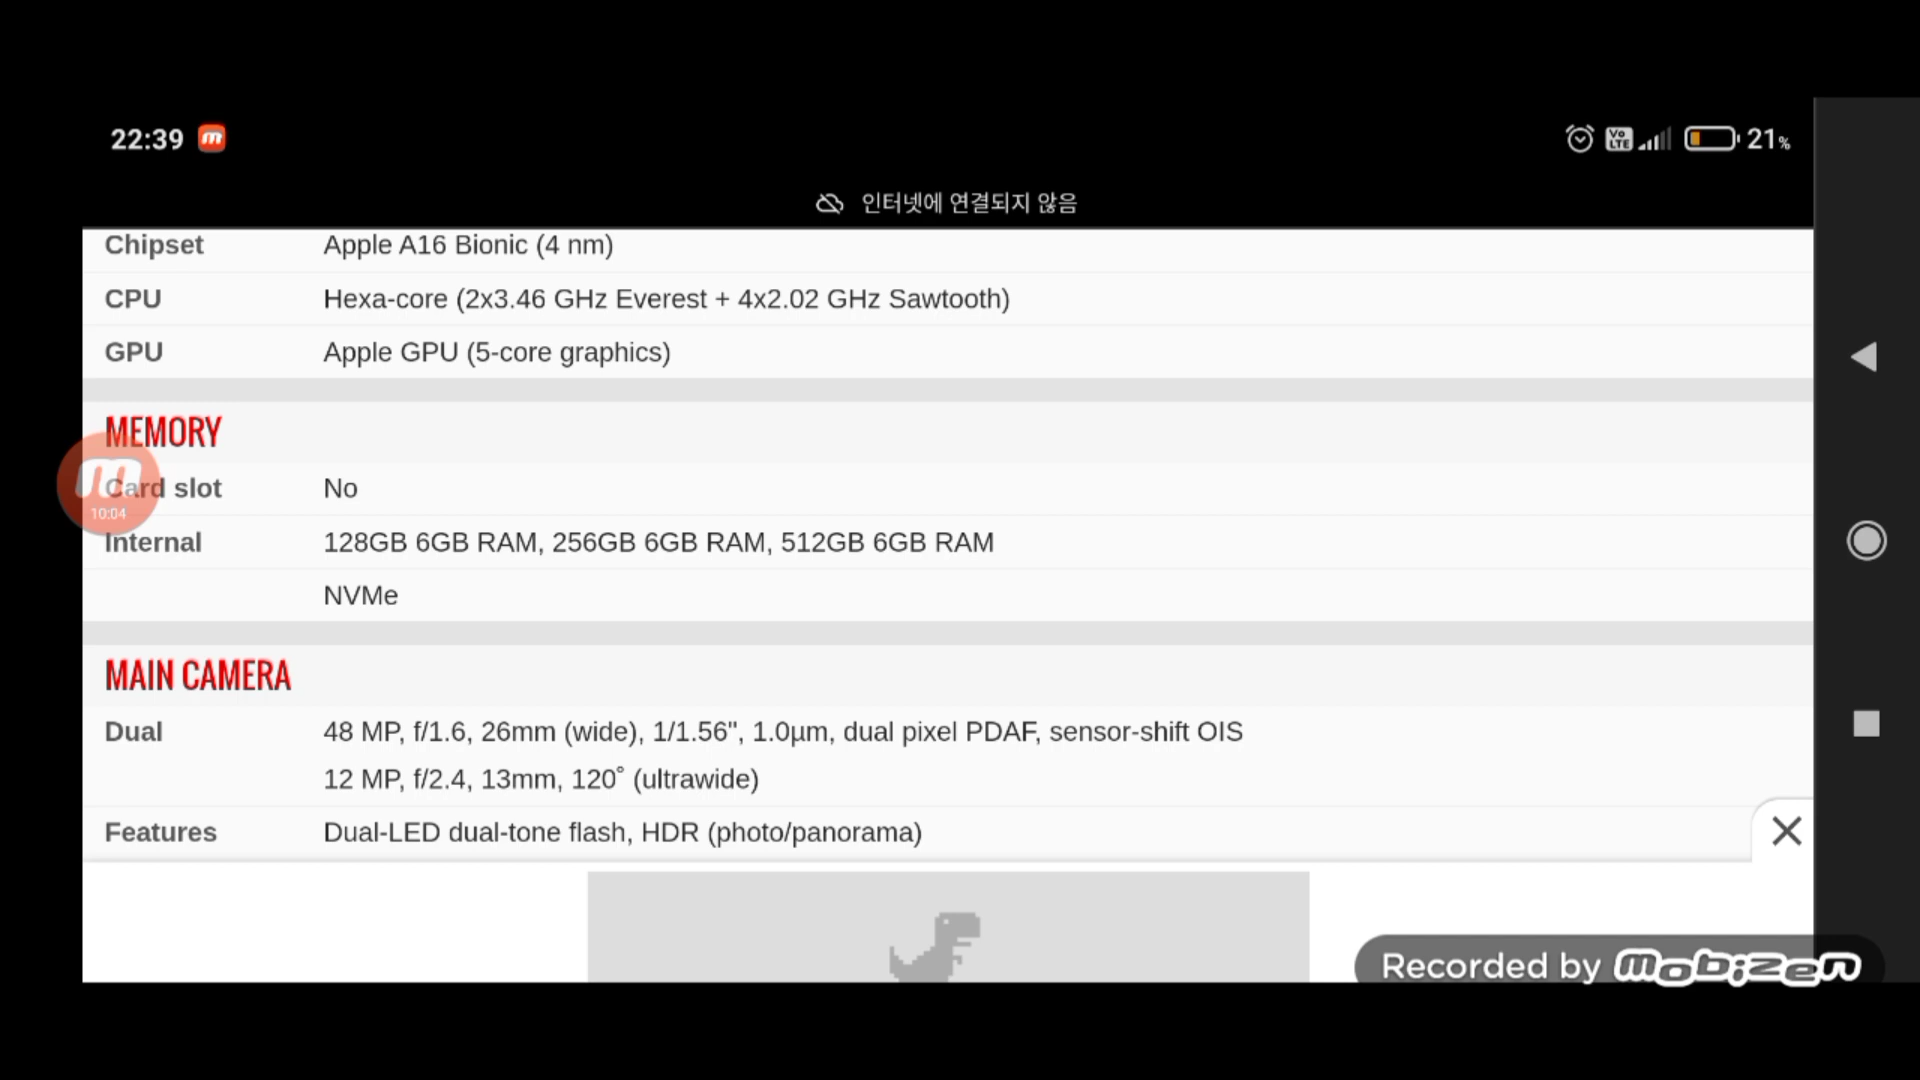 22:39
21%
인터넷에 연결되지 않음
Chipset Apple A16 Bionic (4 nm)
CPU Hexa-core (2x3.46 GHz Everest + 4x2.02 GHz Sawtooth)
GPU Apple GPU (5-core graphics)
MEMORY
Card slot No
10:04
Internal 128GB 6GB RAM, 256GB 6GB RAM, 512GB 6GB RAM
NVMe
MAIN CAMERA
Dual 48 MP, f/1.6, 26mm (wide), 1/1.56", 1.0µm, dual pixel PDAF, sensor-shift OIS
12 MP, f/2.4, 13mm, 120˚ (ultrawide)
Features Dual-LED dual-tone flash, HDR (photo/panorama)
Recorded by mobizen